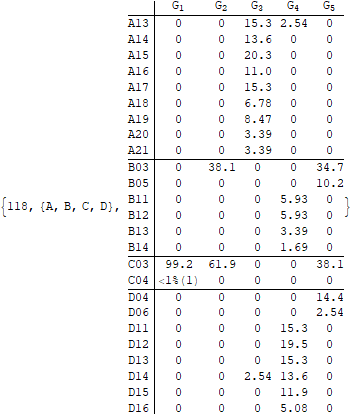 G1 G2 G3 G4 G5
A13 0 0 15.3 2.54 0
A14 0 0 13.6 0 0
A15 0 0 20.3 0 0
A16 0 0 11.0 0 0
A17 0 0 15.3 0 0
A18 0 0 6.78 0 0
A19 0 0 8.47 0 0
A20 0 0 3.39 0 0
A21 0 0 3.39 0 0
B03 0 38.1 0 0 34.7
B05 0 0 0 0 10.2
{118, {A, B, C, D}, B11 0 0 0 5.93 0 }
B12 0 0 0 5.93 0
B13 0 0 0 3.39 0
B14 0 0 0 1.69 0
C03 99.2 61.9 0 0 38.1
C04 <1%(1) 0 0 0 0
D04 0 0 0 0 14.4
D06 0 0 0 0 2.54
D11 0 0 0 15.3 0
D12 0 0 0 19.5 0
D13 0 0 0 15.3 0
D14 0 0 2.54 13.6 0
D15 0 0 0 11.9 0
D16 0 0 0 5.08 0